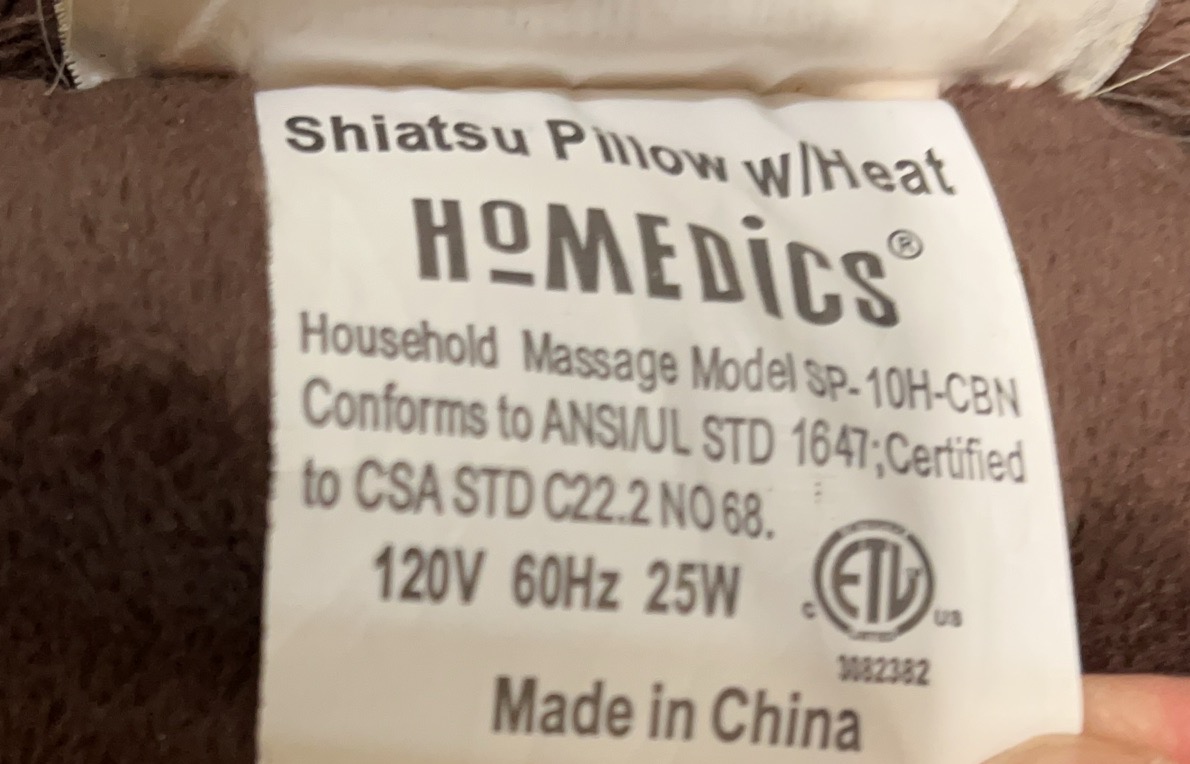 Shiatsu Pillow w/Heat
HoMEDiCS®
Household Massage Model SP-10H-CBN
Conforms to ANSI/UL STD 1647;Certified
to CSA STD C22.2 NO 68.
120V 60Hz 25W
C ETL US
3082382
Made in China